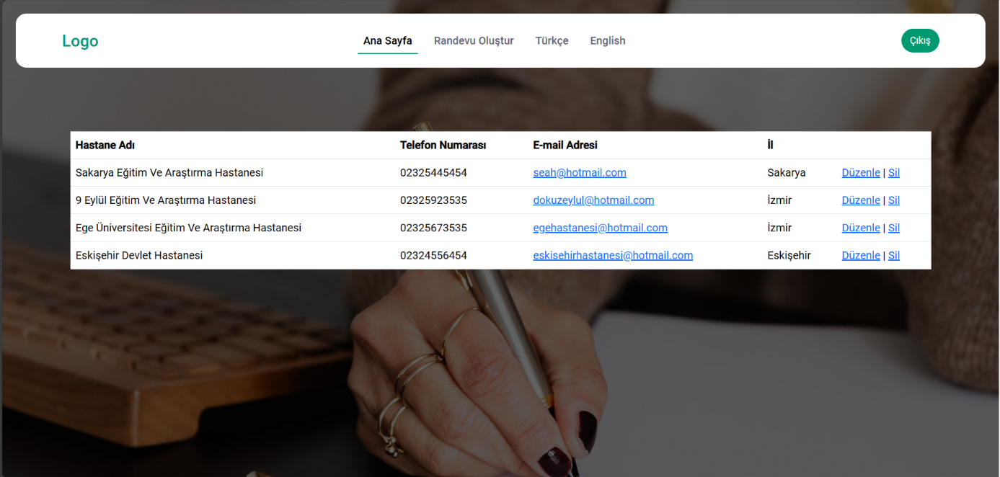 Logo
Ana Sayfa Randevu Oluştur Türkçe English
Çıkış
Hastane Adı Telefon Numarası E-mail Adresi İl
Sakarya Eğitim Ve Araştırma Hastanesi 02325445454 seah@hotmail.com Sakarya Düzenle | Sil
9 Eylül Eğitim Ve Araştırma Hastanesi 02325923535 dokuzeylul@hotmail.com İzmir Düzenle | Sil
Ege Üniversitesi Eğitim Ve Araştırma Hastanesi 02325673535 egehastanesi@hotmail.com İzmir Düzenle | Sil
Eskişehir Devlet Hastanesi 02324556454 eskisehirhastanesi@hotmail.com Eskişehir Düzenle | Sil